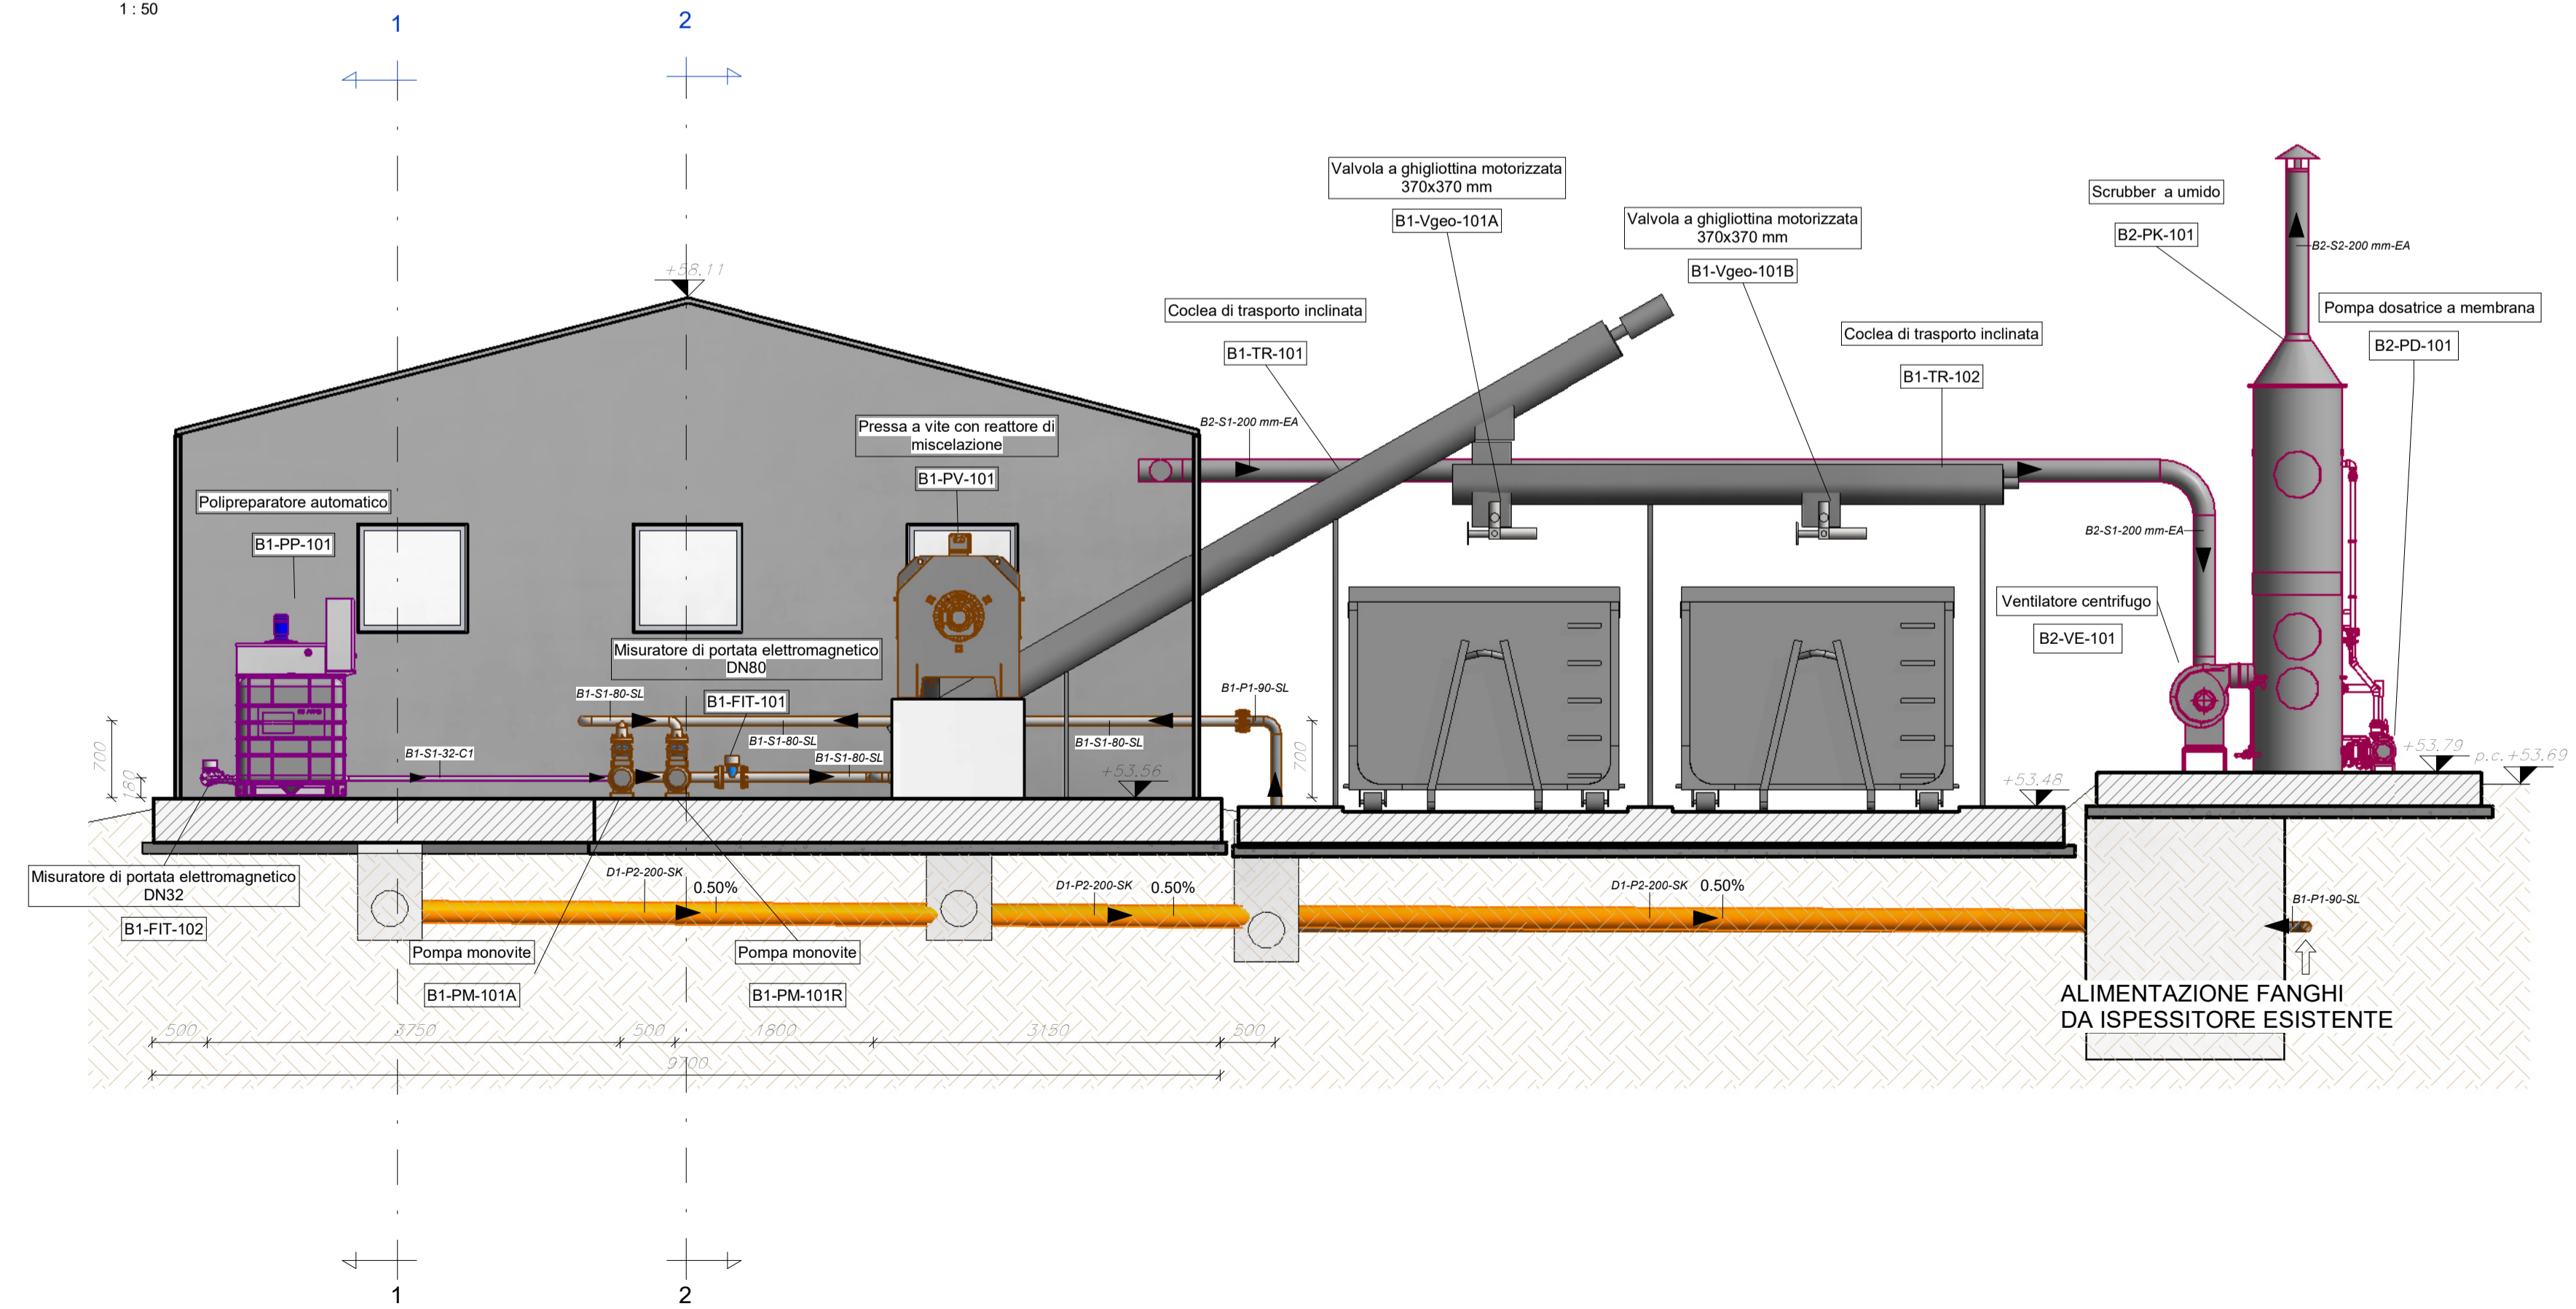 1 : 50
1
2
Valvola a ghigliottina motorizzata
370x370 mm
B1-Vgeo-101A
Valvola a ghigliottina motorizzata
370x370 mm
B1-Vgeo-101B
Scrubber a umido
B2-PK-101
B2-S2-200 mm-EA
+58.11
Coclea di trasporto inclinata
B1-TR-101
Coclea di trasporto inclinata
B1-TR-102
Pompa dosatrice a membrana
B2-PD-101
Pressa a vite con reattore di
miscelazione
B1-PV-101
B2-S1-200 mm-EA
Polipreparatore automatico
B1-PP-101
B2-S1-200 mm-EA
Ventilatore centrifugo
B2-VE-101
Misuratore di portata elettromagnetico
DN80
B1-FIT-101
B1-S1-80-SL
B1-P1-90-SL
B1-S1-80-SL
B1-S1-80-SL
B1-S1-32-C1
B1-S1-80-SL
700
180
700
+53.56
+53.48
+53.79
p.c.+53.69
Misuratore di portata elettromagnetico
DN32
B1-FIT-102
D1-P2-200-SK
0.50%
D1-P2-200-SK
0.50%
D1-P2-200-SK
0.50%
B1-P1-90-SL
Pompa monovite
B1-PM-101A
Pompa monovite
B1-PM-101R
ALIMENTAZIONE FANGHI
DA ISPESSITORE ESISTENTE
500
3750
500
1800
3150
500
9700
1
2